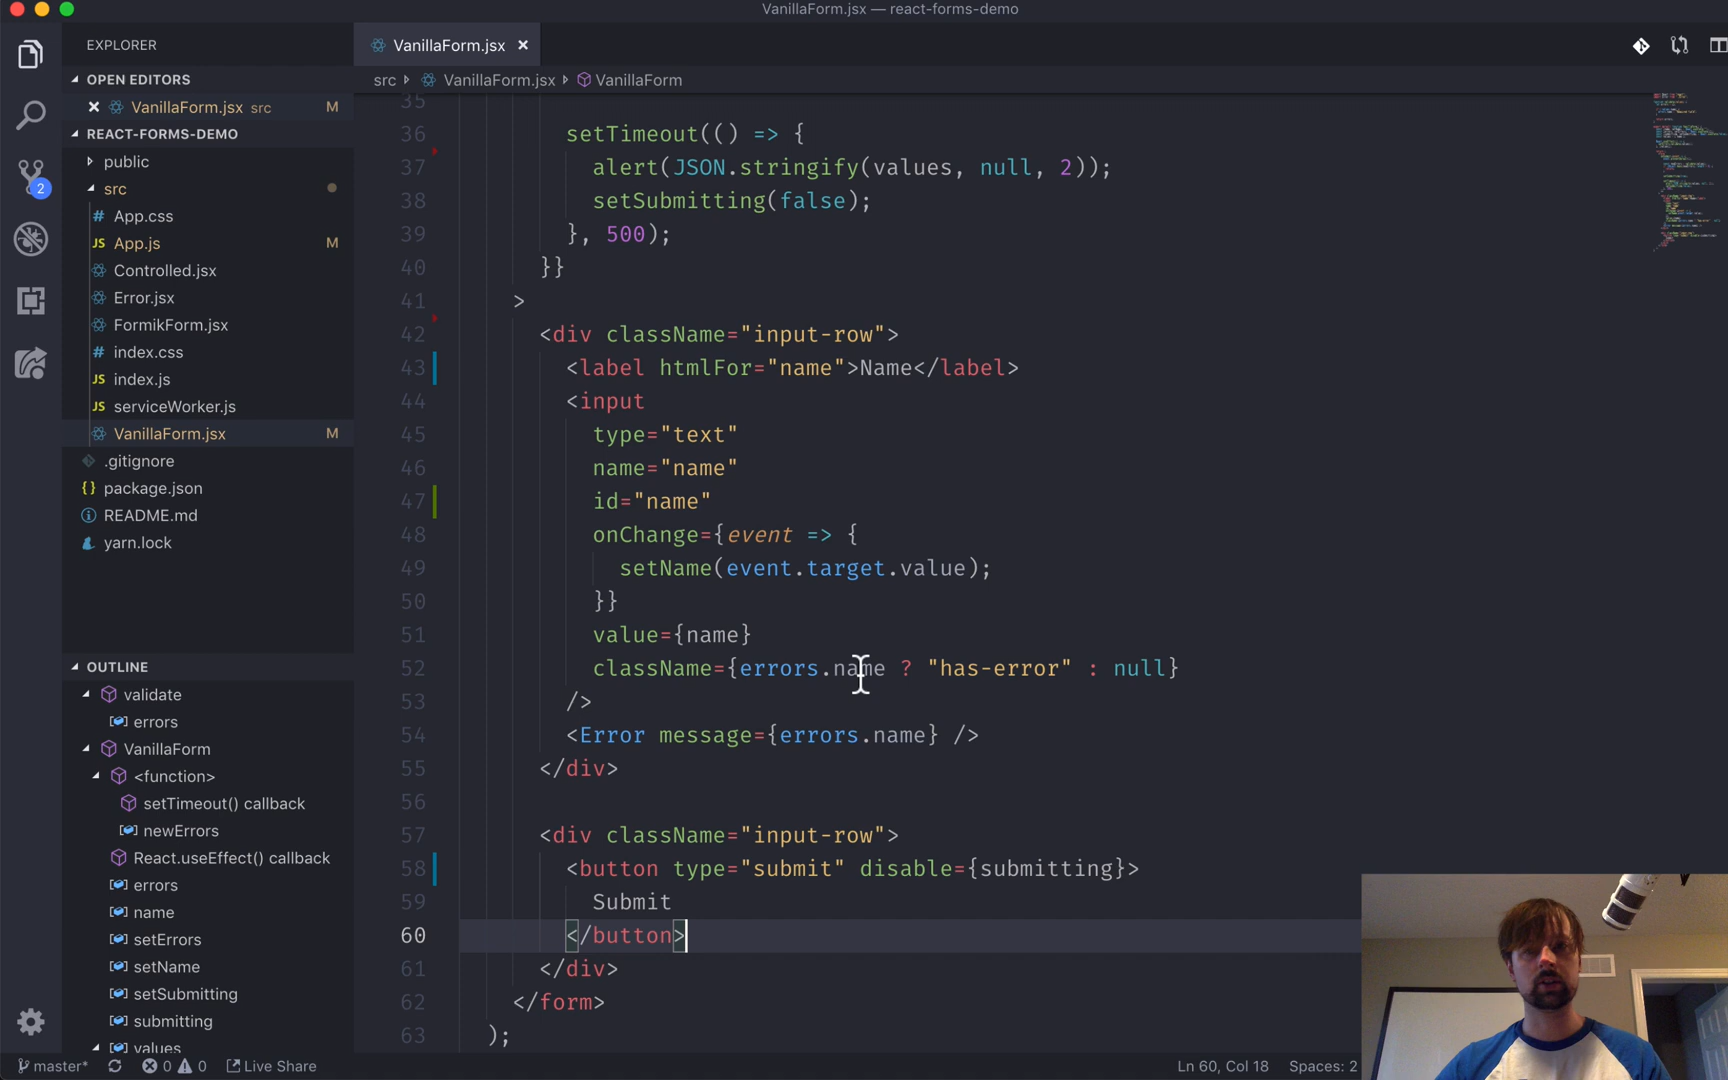 VanillaForm.jsx — react-forms-demo
EXPLORER
OPEN EDITORS
VanillaForm.jsx src M
REACT-FORMS-DEMO
public
src
# App.css
JS App.js M
Controlled.jsx
Error.jsx
FormikForm.jsx
# index.css
JS index.js
JS serviceWorker.js
VanillaForm.jsx M
.gitignore
{} package.json
README.md
yarn.lock
2
OUTLINE
validate
errors
VanillaForm
<function>
setTimeout() callback
newErrors
React.useEffect() callback
errors
name
setErrors
setName
setSubmitting
submitting
values
VanillaForm.jsx
src VanillaForm.jsx VanillaForm
35
36 setTimeout(() => {
37 alert(JSON.stringify(values, null, 2));
38 setSubmitting(false);
39 }, 500);
40 }}
41 >
42 <div className="input-row">
43 <label htmlFor="name">Name</label>
44 <input
45 type="text"
46 name="name"
47 id="name"
48 onChange={event => {
49 setName(event.target.value);
50 }}
51 value={name}
52 className={errors.name ? "has-error" : null}
53 />
54 <Error message={errors.name} />
55 </div>
56
57 <div className="input-row">
58 <button type="submit" disable={submitting}>
59 Submit
60 </button>
61 </div>
62 </form>
63 );
master* 0 0 Live Share
Ln 60, Col 18 Spaces: 2